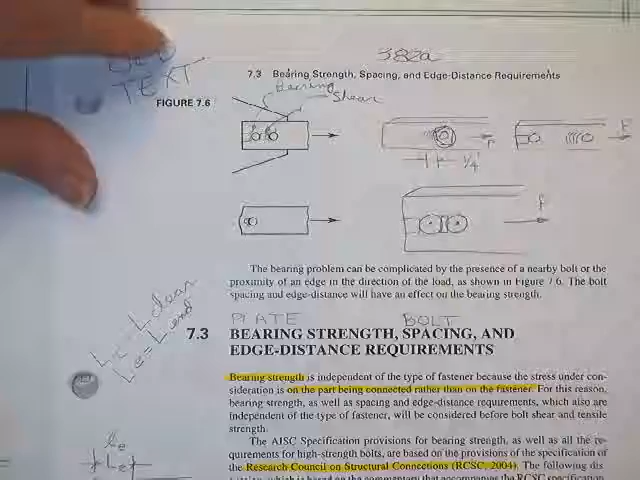 382a
TEXT
7.3 Bearing Strength, Spacing, and Edge-Distance Requirements
Bearing
Shear
FIGURE 7.6
1/4"
The bearing problem can be complicated by the presence of a nearby bolt or the
proximity of an edge in the direction of the load, as shown in Figure 7.6. The bolt
spacing and edge-distance will have an effect on the bearing strength.
Lc = Lclear
Le = Lend
PLATE BOLT
7.3 BEARING STRENGTH, SPACING, AND
EDGE-DISTANCE REQUIREMENTS
Bearing strength is independent of the type of fastener because the stress under con-
sideration is on the part being connected rather than on the fastener. For this reason,
bearing strength, as well as spacing and edge-distance requirements, which also are
independent of the type of fastener, will be considered before bolt shear and tensile
strength.
The AISC Specification provisions for bearing strength, as well as all the re-
quirements for high-strength bolts, are based on the provisions of the specification of
the Research Council on Structural Connections (RCSC, 2004). The following dis-
Le